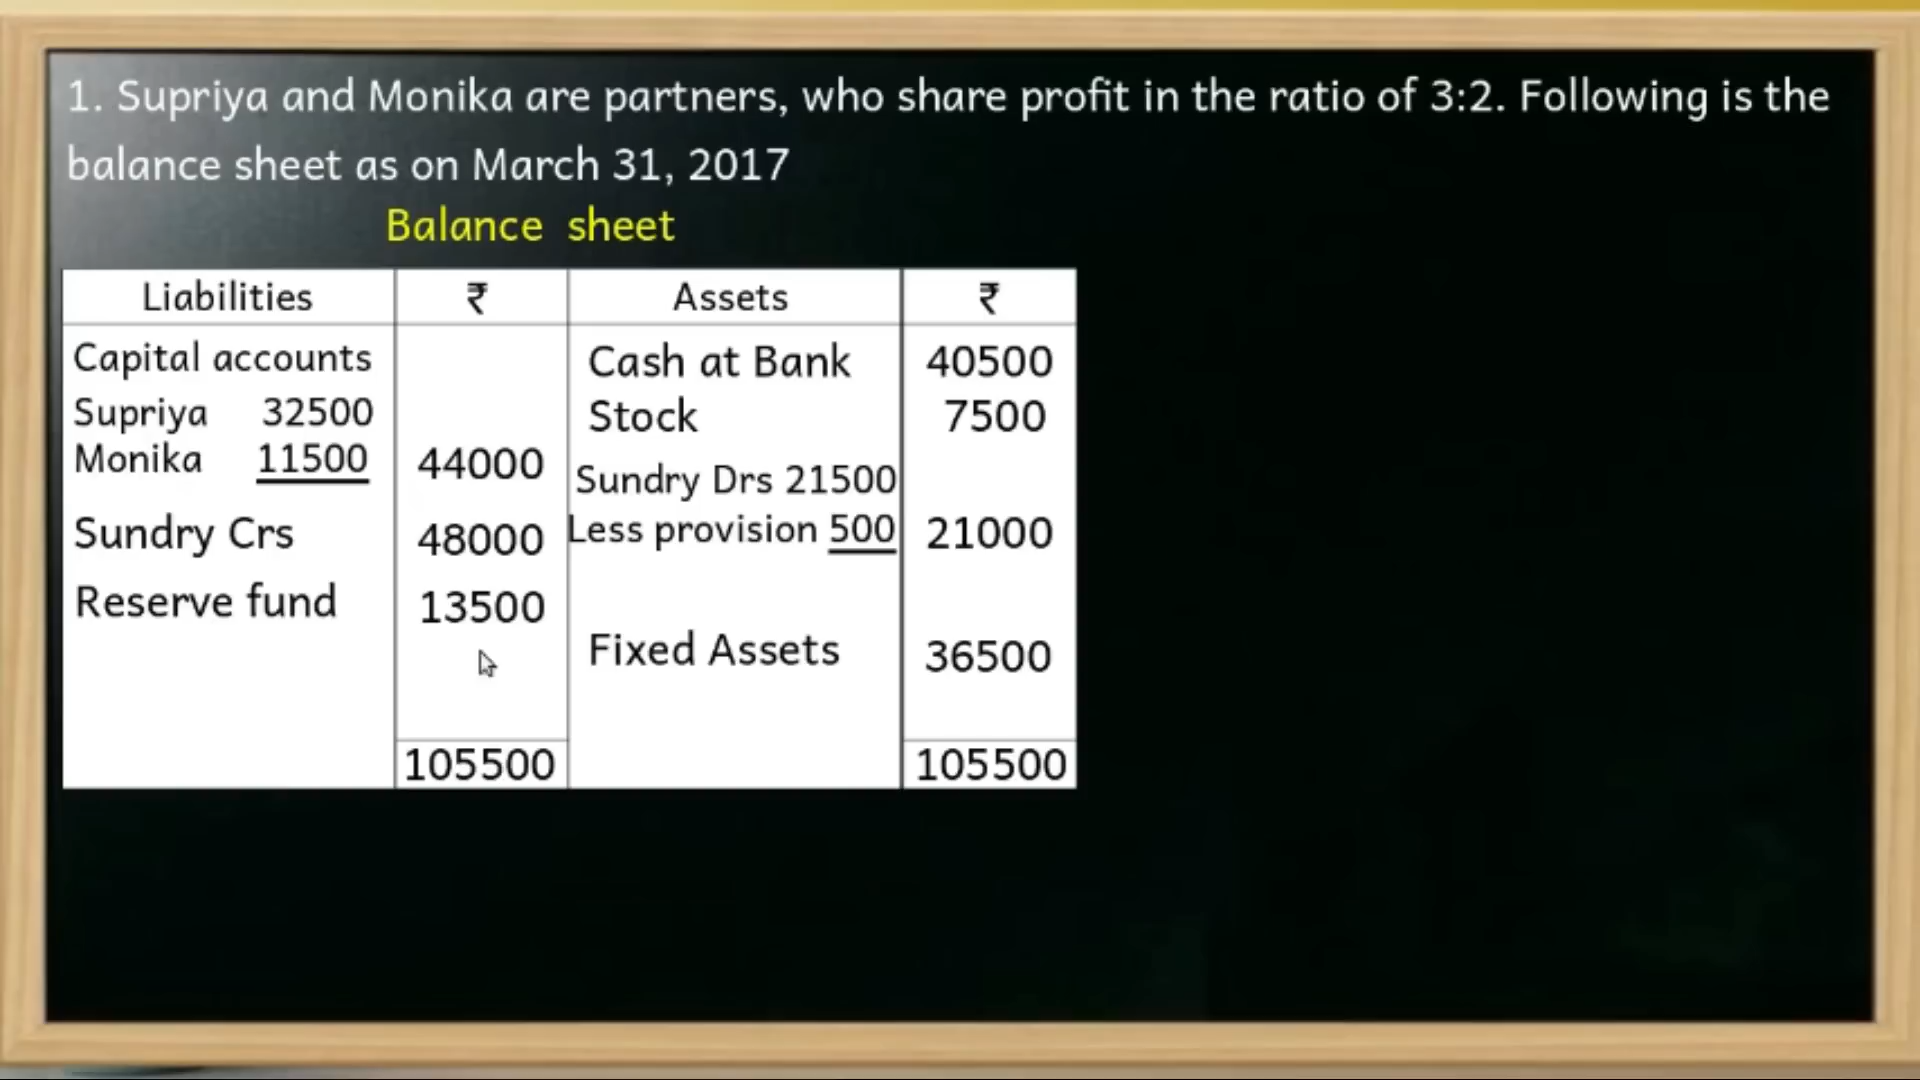 1. Supriya and Monika are partners, who share profit in the ratio of 3:2. Following is the
balance sheet as on March 31, 2017
Balance sheet
Liabilities ₹ Assets ₹
Capital accounts Cash at Bank 40500
Supriya 32500 Stock 7500
Monika 11500 44000 Sundry Drs 21500
Sundry Crs 48000 Less provision 500 21000
Reserve fund 13500
Fixed Assets 36500
105500 105500